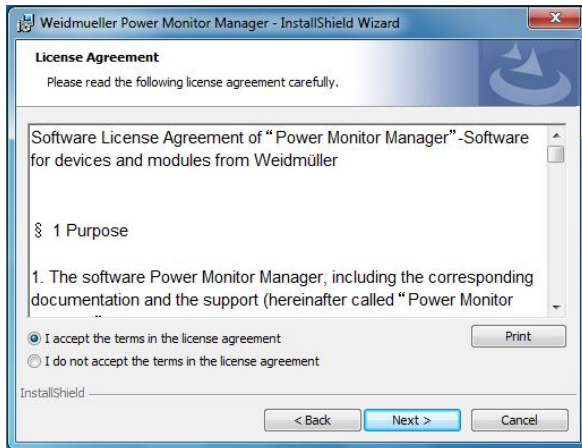 Weidmueller Power Monitor Manager - InstallShield Wizard
License Agreement
Please read the following license agreement carefully.
Software License Agreement of “Power Monitor Manager”-Software
for devices and modules from Weidmüller
§ 1 Purpose
1. The software Power Monitor Manager, including the corresponding
documentation and the support (hereinafter called “Power Monitor
I accept the terms in the license agreement
Print
I do not accept the terms in the license agreement
InstallShield
< Back
Next >
Cancel